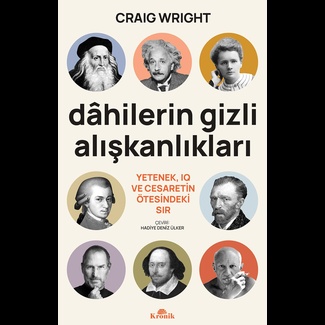 CRAIG WRIGHT
dâhilerin gizli
alışkanlıkları
YETENEK, IQ
VE CESARETİN
ÖTESİNDEKİ
SIR
ÇEVİRİ
HADİYE DENİZ ÜLKER
Kronik